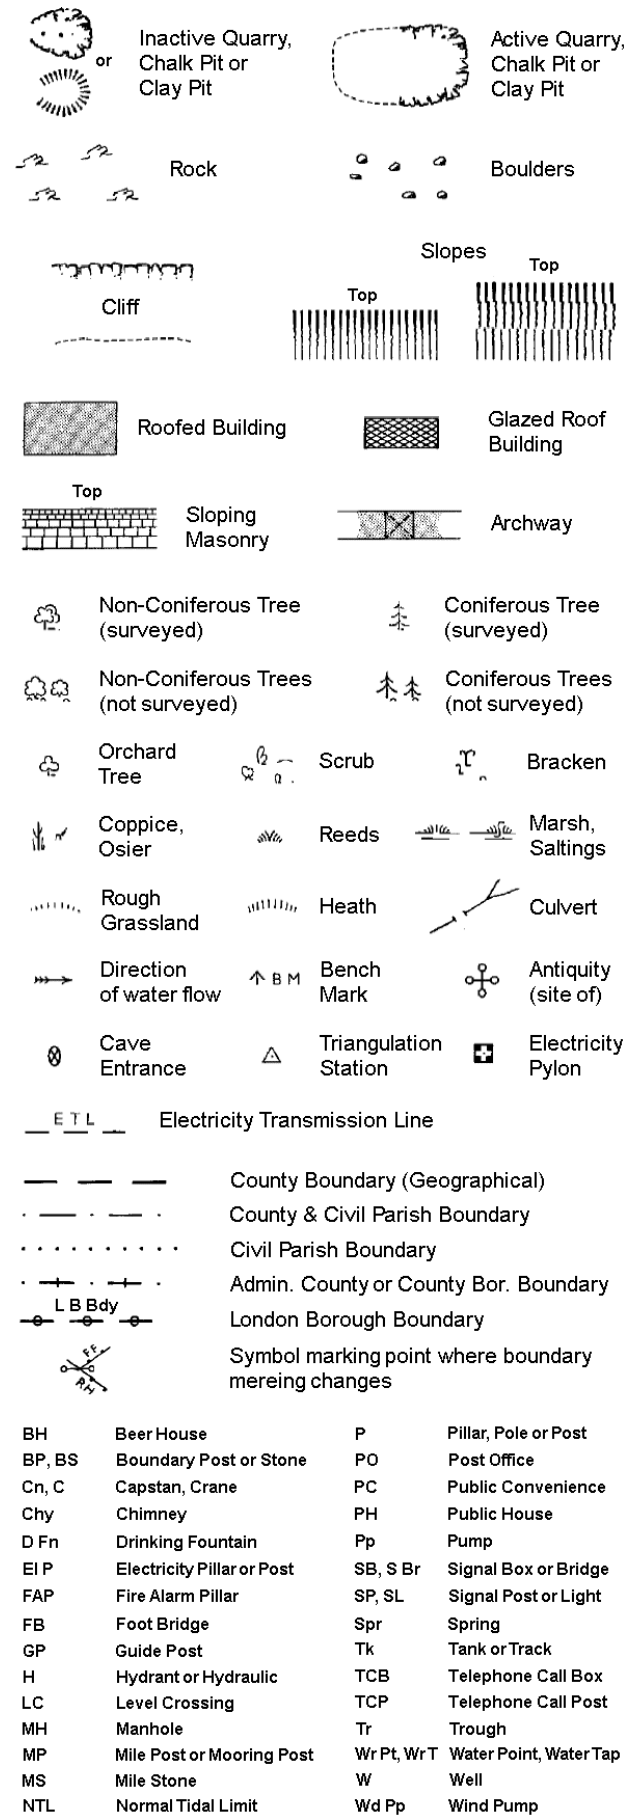 or
Inactive Quarry,
Chalk Pit or
Clay Pit
Active Quarry,
Chalk Pit or
Clay Pit
Rock
Boulders
Cliff
Slopes
Top
Top
Roofed Building
Glazed Roof
Building
Top
Sloping
Masonry
Archway
Non-Coniferous Tree
(surveyed)
Coniferous Tree
(surveyed)
Non-Coniferous Trees
(not surveyed)
Coniferous Trees
(not surveyed)
Orchard
Tree
Scrub
Bracken
Coppice,
Osier
Reeds
Marsh,
Saltings
Rough
Grassland
Heath
Culvert
Direction
of water flow
B M
Bench
Mark
Antiquity
(site of)
Cave
Entrance
Triangulation
Station
Electricity
Pylon
E T L
Electricity Transmission Line
County Boundary (Geographical)
County & Civil Parish Boundary
Civil Parish Boundary
Admin. County or County Bor. Boundary
L B Bdy
London Borough Boundary
FF
RH
Symbol marking point where boundary
mereing changes
BH Beer House
BP, BS Boundary Post or Stone
Cn, C Capstan, Crane
Chy Chimney
D Fn Drinking Fountain
El P Electricity Pillar or Post
FAP Fire Alarm Pillar
FB Foot Bridge
GP Guide Post
H Hydrant or Hydraulic
LC Level Crossing
MH Manhole
MP Mile Post or Mooring Post
MS Mile Stone
NTL Normal Tidal Limit
P Pillar, Pole or Post
PO Post Office
PC Public Convenience
PH Public House
Pp Pump
SB, S Br Signal Box or Bridge
SP, SL Signal Post or Light
Spr Spring
Tk Tank or Track
TCB Telephone Call Box
TCP Telephone Call Post
Tr Trough
Wr Pt, Wr T Water Point, Water Tap
W Well
Wd Pp Wind Pump